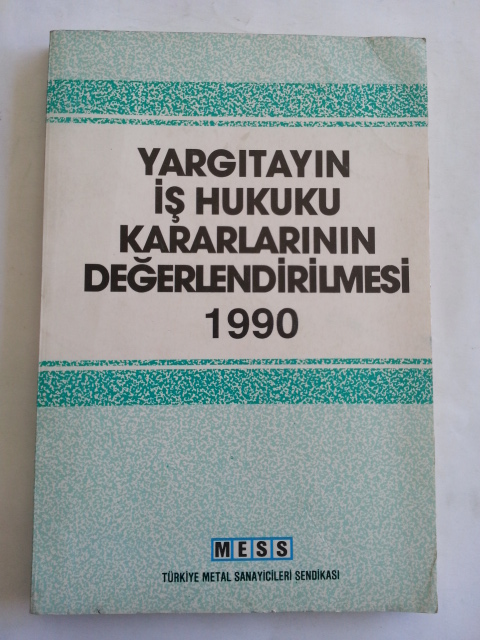 YARGITAYIN
İŞ HUKUKU
KARARLARININ
DEĞERLENDİRİLMESİ
1990
MESS
TÜRKİYE METAL SANAYİCİLERİ SENDİKASI